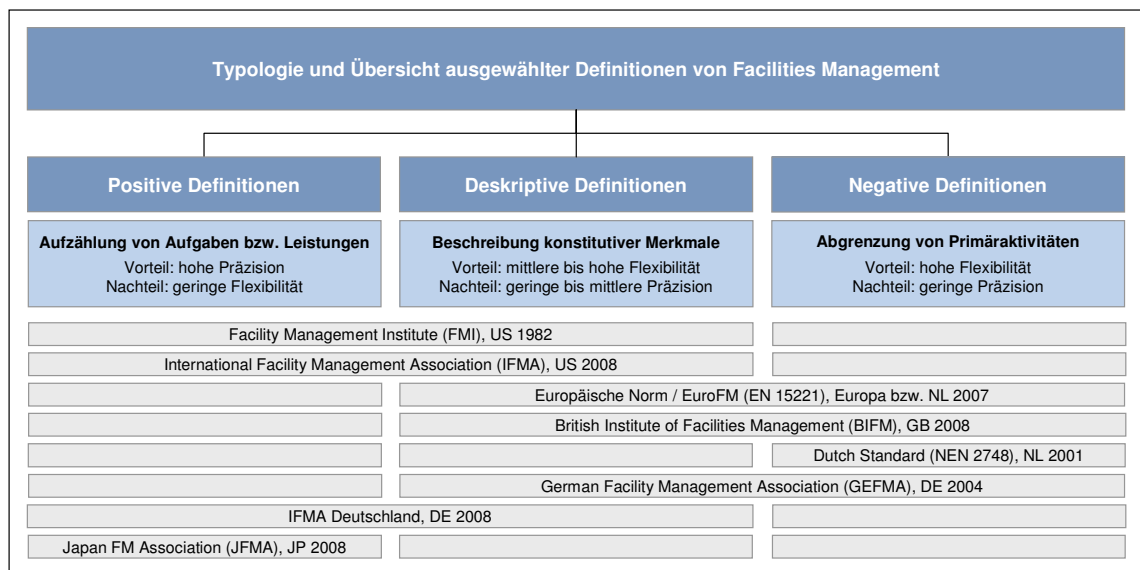 Typologie und Übersicht ausgewählter Definitionen von Facilities Management
Positive Definitionen
Deskriptive Definitionen
Negative Definitionen
Aufzählung von Aufgaben bzw. Leistungen
Vorteil: hohe Präzision
Nachteil: geringe Flexibilität
Beschreibung konstitutiver Merkmale
Vorteil: mittlere bis hohe Flexibilität
Nachteil: geringe bis mittlere Präzision
Abgrenzung von Primäraktivitäten
Vorteil: hohe Flexibilität
Nachteil: geringe Präzision
Facility Management Institute (FMI), US 1982
International Facility Management Association (IFMA), US 2008
Europäische Norm / EuroFM (EN 15221), Europa bzw. NL 2007
British Institute of Facilities Management (BIFM), GB 2008
Dutch Standard (NEN 2748), NL 2001
German Facility Management Association (GEFMA), DE 2004
IFMA Deutschland, DE 2008
Japan FM Association (JFMA), JP 2008